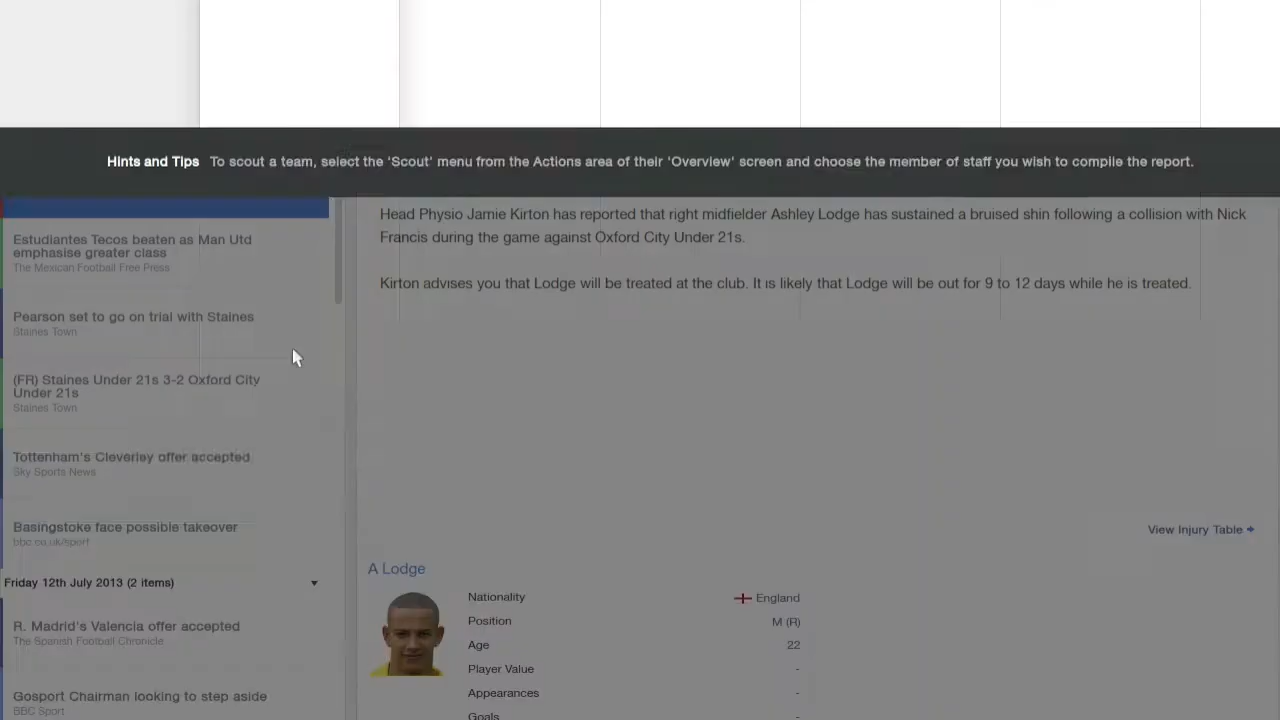 Hints and Tips To scout a team, select the 'Scout' menu from the Actions area of their 'Overview' screen and choose the member of staff you wish to compile the report.
Head Physio Jamie Kirton has reported that right midfielder Ashley Lodge has sustained a bruised shin following a collision with Nick
Francis during the game against Oxford City Under 21s.
Kirton advises you that Lodge will be treated at the club. It is likely that Lodge will be out for 9 to 12 days while he is treated.
Estudiantes Tecos beaten as Man Utd
emphasise greater class
The Mexican Football Free Press
Pearson set to go on trial with Staines
Staines Town
(FR) Staines Under 21s 3-2 Oxford City
Under 21s
Staines Town
Tottenham's Cleverley offer accepted
Sky Sports News
Basingstoke face possible takeover
bbc.co.uk/sport
Friday 12th July 2013 (2 items)
R. Madrid's Valencia offer accepted
The Spanish Football Chronicle
Gosport Chairman looking to step aside
BBC Sport
View Injury Table
A Lodge
Nationality England
Position M (R)
Age 22
Player Value -
Appearances -
Goals -